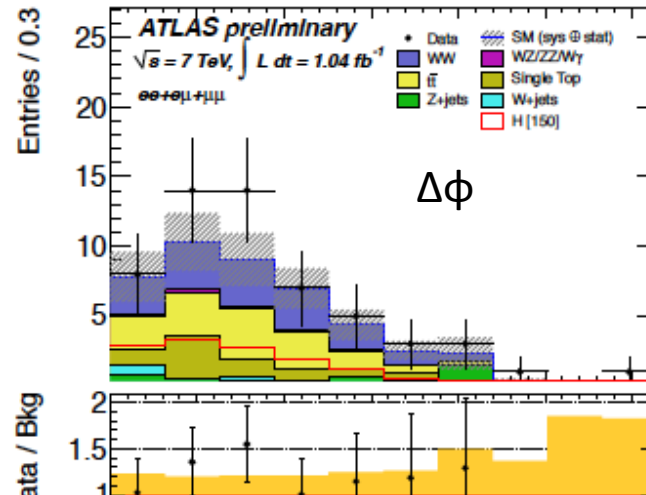 25
20
15
10
5
Entries / 0.3
ATLAS preliminary
√s = 7 TeV, ∫ L dt = 1.04 fb⁻¹
ee+eμ+μμ
Data
SM (sys ⊕ stat)
WW
WZ/ZZ/Wγ
tt̄
Single Top
Z+jets
W+jets
H [150]
Δϕ
2
1.5
1
ata / Bkg